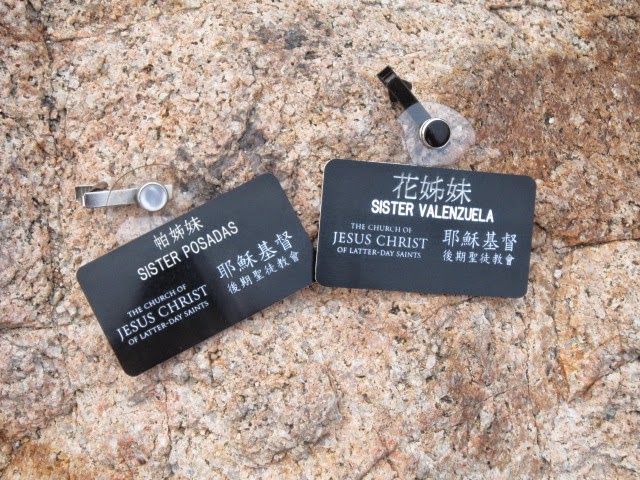 帕姊妹
SISTER POSADAS
THE CHURCH OF
JESUS CHRIST
OF LATTER-DAY SAINTS
耶穌基督
後期聖徒教會
花姊妹
SISTER VALENZUELA
THE CHURCH OF
JESUS CHRIST
OF LATTER-DAY SAINTS
耶穌基督
後期聖徒教會